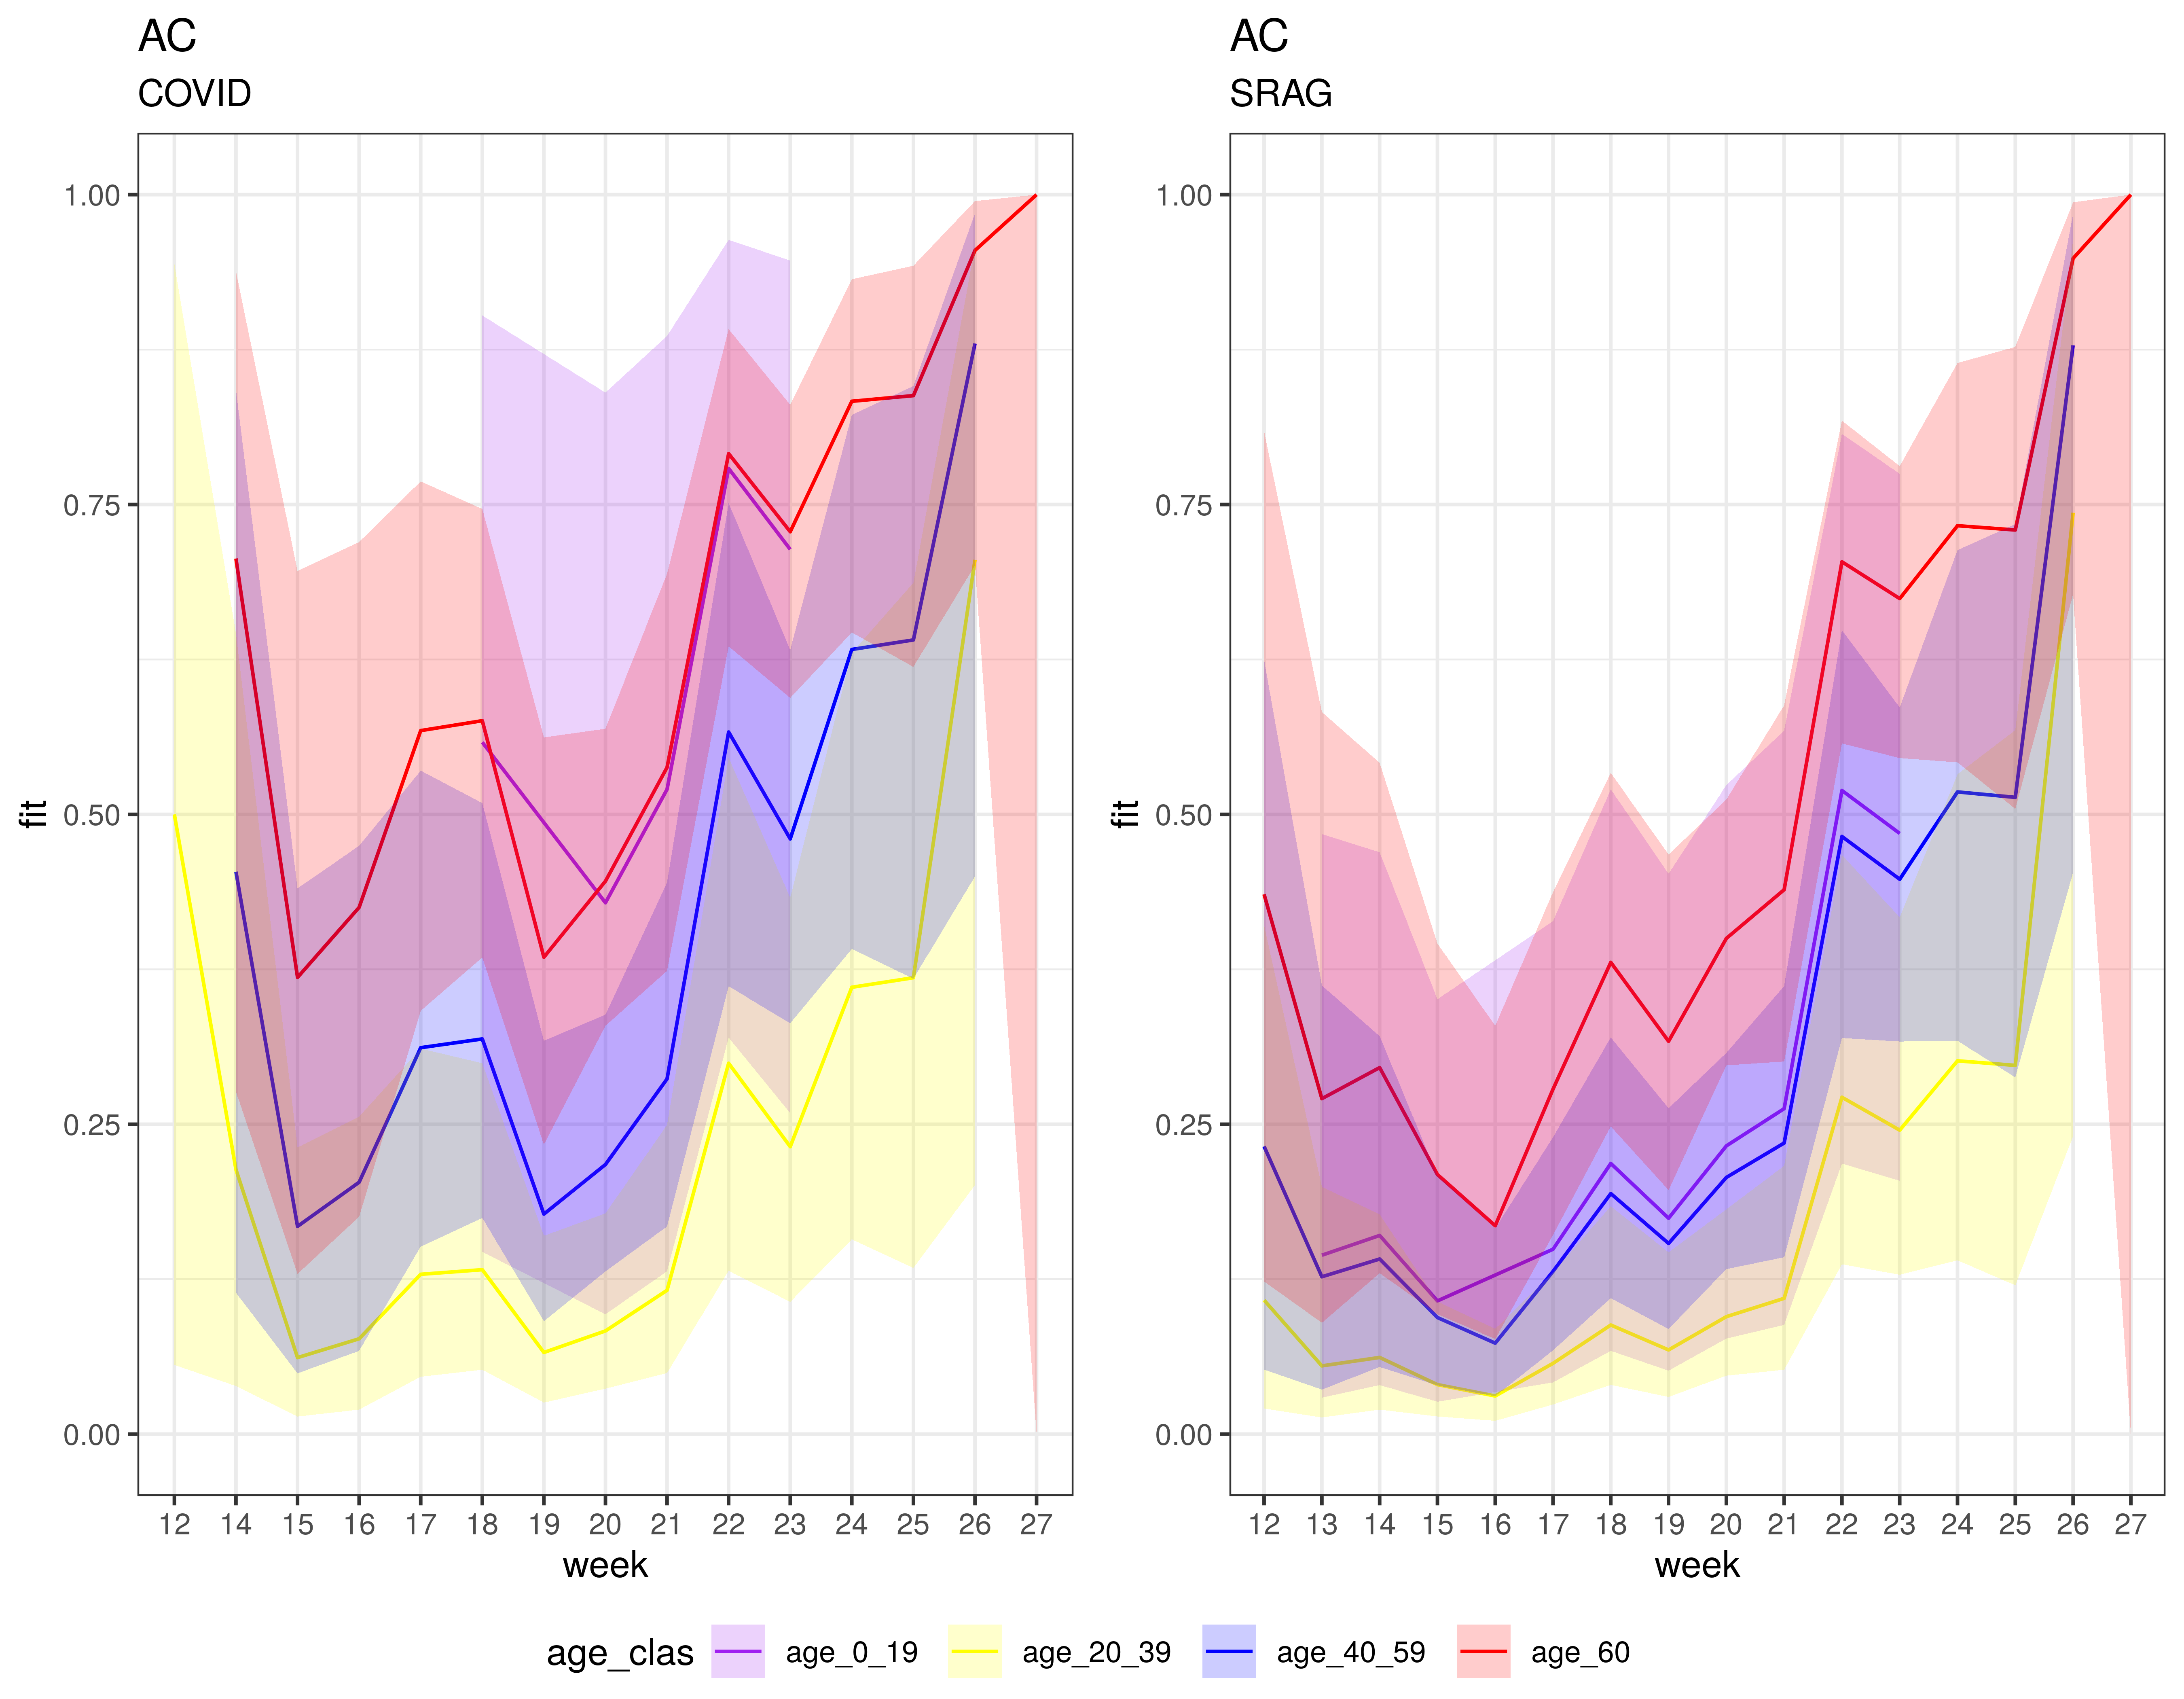 AC
COVID
fit
1.00
0.75
0.50
0.25
0.00
12 14 15 16 17 18 19 20 21 22 23 24 25 26 27
week
AC
SRAG
fit
1.00
0.75
0.50
0.25
0.00
12 13 14 15 16 17 18 19 20 21 22 23 24 25 26 27
week
age_clas age_0_19 age_20_39 age_40_59 age_60